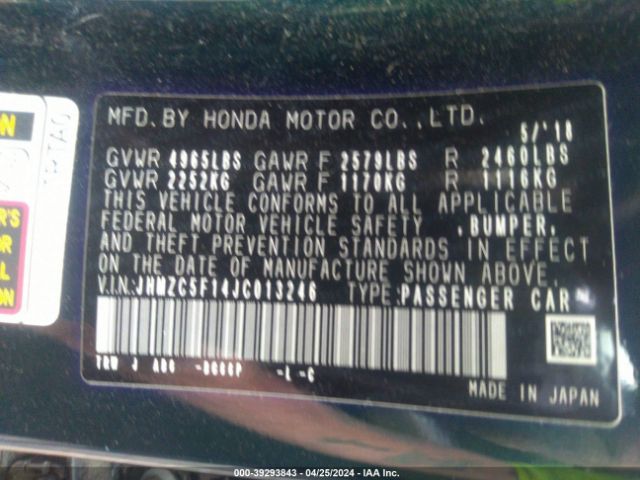 MFD. BY HONDA MOTOR CO., LTD.
5/'18
GVWR 4965LBS GAWR F 2579LBS R 2460LBS
GVWR 2252KG GAWR F 1170KG R 1116KG
THIS VEHICLE CONFORMS TO ALL APPLICABLE
FEDERAL MOTOR VEHICLE SAFETY , BUMPER,
AND THEFT PREVENTION STANDARDS IN EFFECT
ON THE DATE OF MANUFACTURE SHOWN ABOVE.
V.I.N.:JHMZC5F14JC013246 TYPE:PASSENGER CAR
-L -C
MADE IN JAPAN
ON
000-39293843 - 04/25/2024 - IAA Inc.